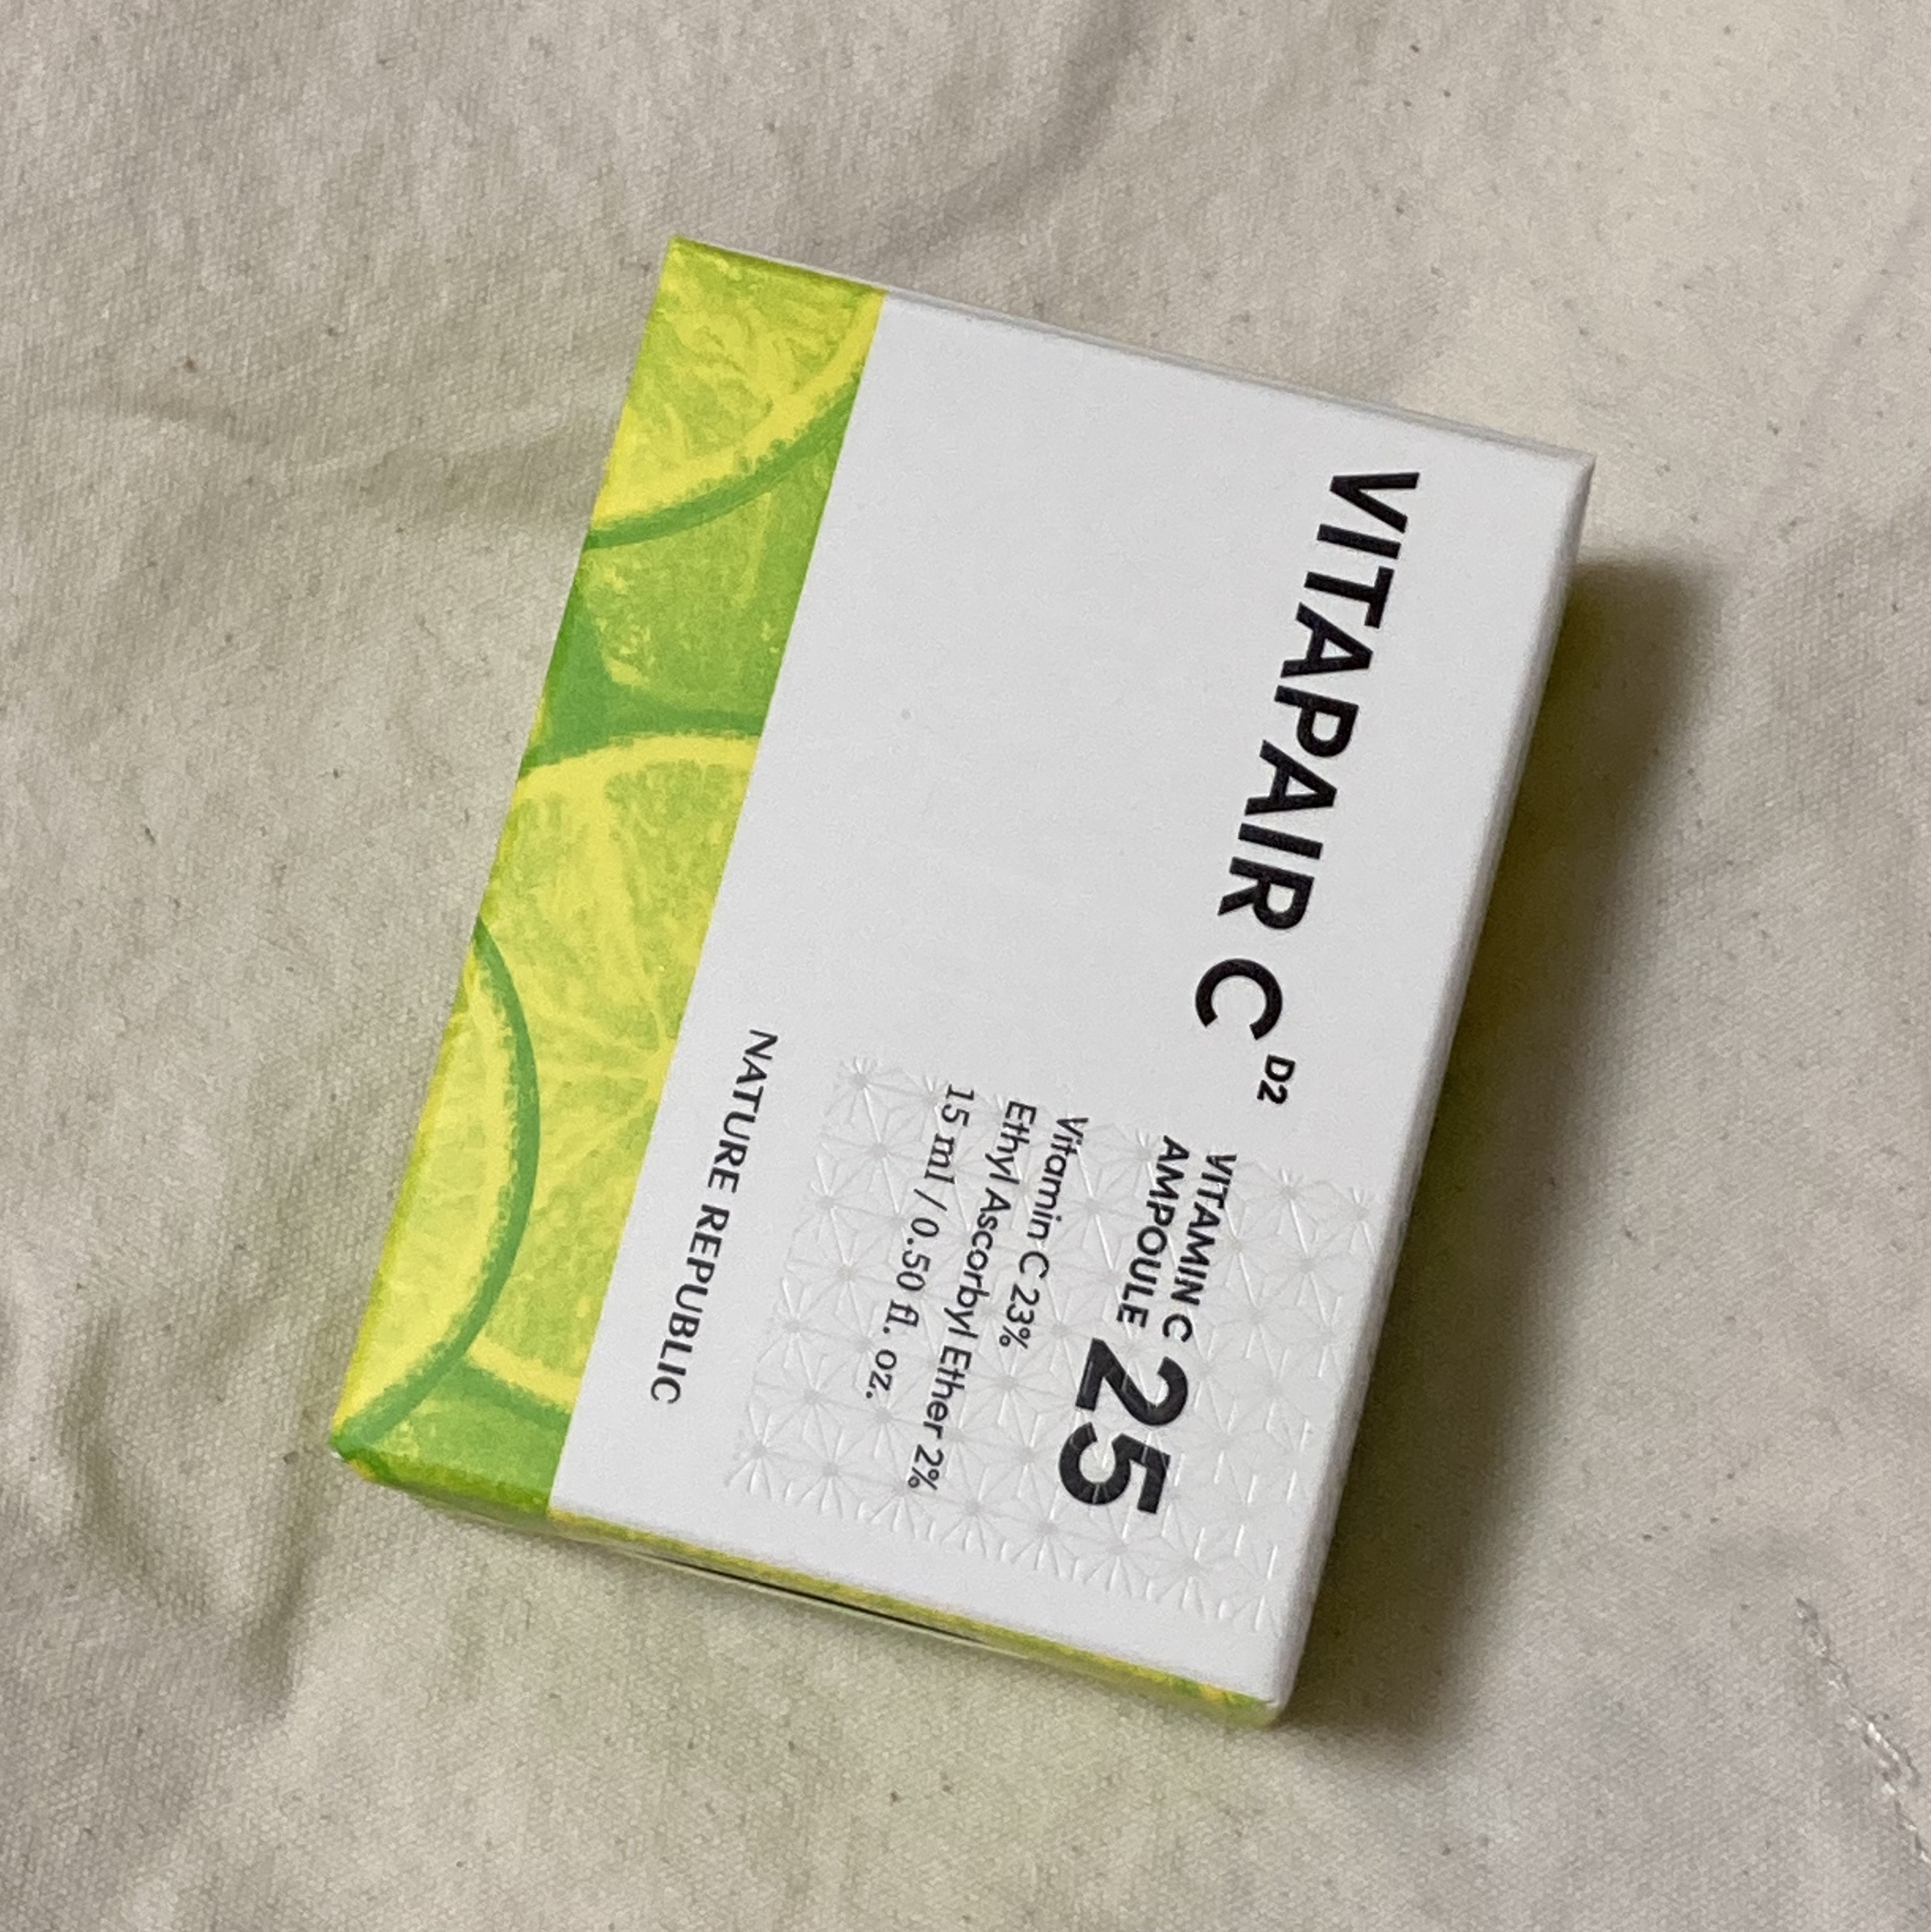 VITAPAIR C D2
VITAMIN C
AMPOULE 25
Vitamin C 23%
Ethyl Ascorbyl Ether 2%
15 ml / 0.50 fl. oz.
NATURE REPUBLIC